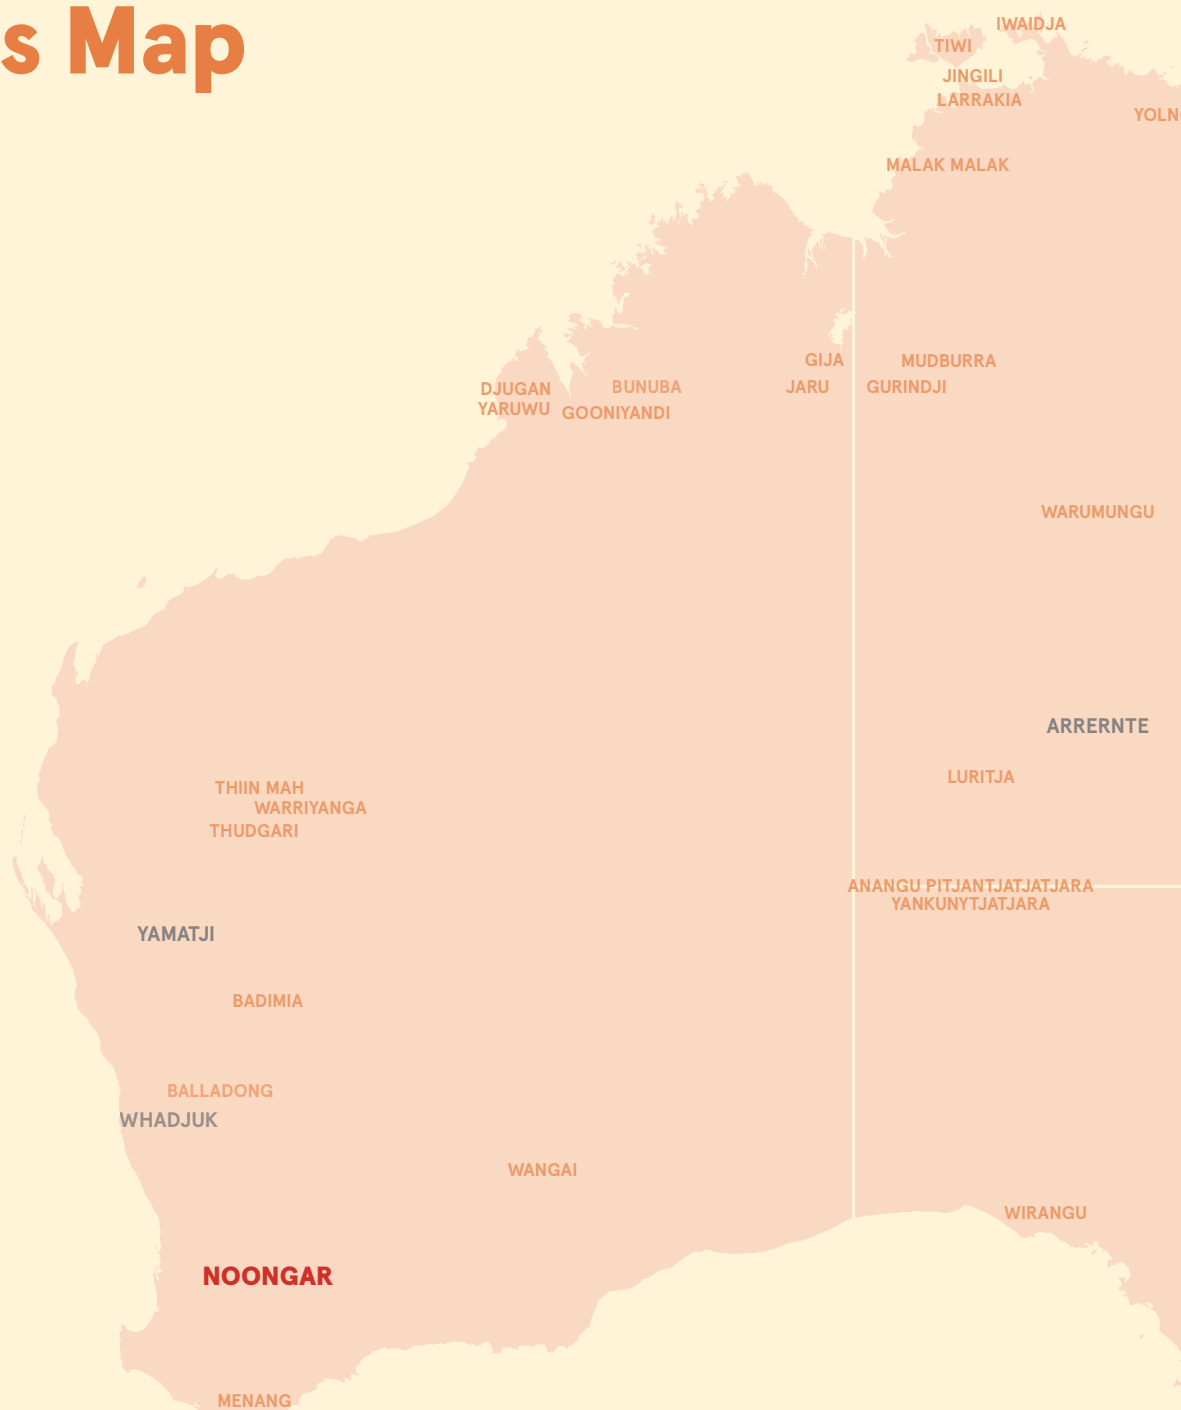 s Map
IWAIDJA
TIWI
JINGILI
LARRAKIA
YOLN
MALAK MALAK
GIJA
MUDBURRA
DJUGAN
BUNUBA
JARU
GURINDJI
YARUWU
GOONIYANDI
WARUMUNGU
ARRERNTE
LURITJA
THIIN MAH
WARRIYANGA
THUDGARI
ANANGU PITJANTJATJATJARA
YANKUNYTJATJARA
YAMATJI
BADIMIA
BALLADONG
WHADJUK
WANGAI
WIRANGU
NOONGAR
MENANG